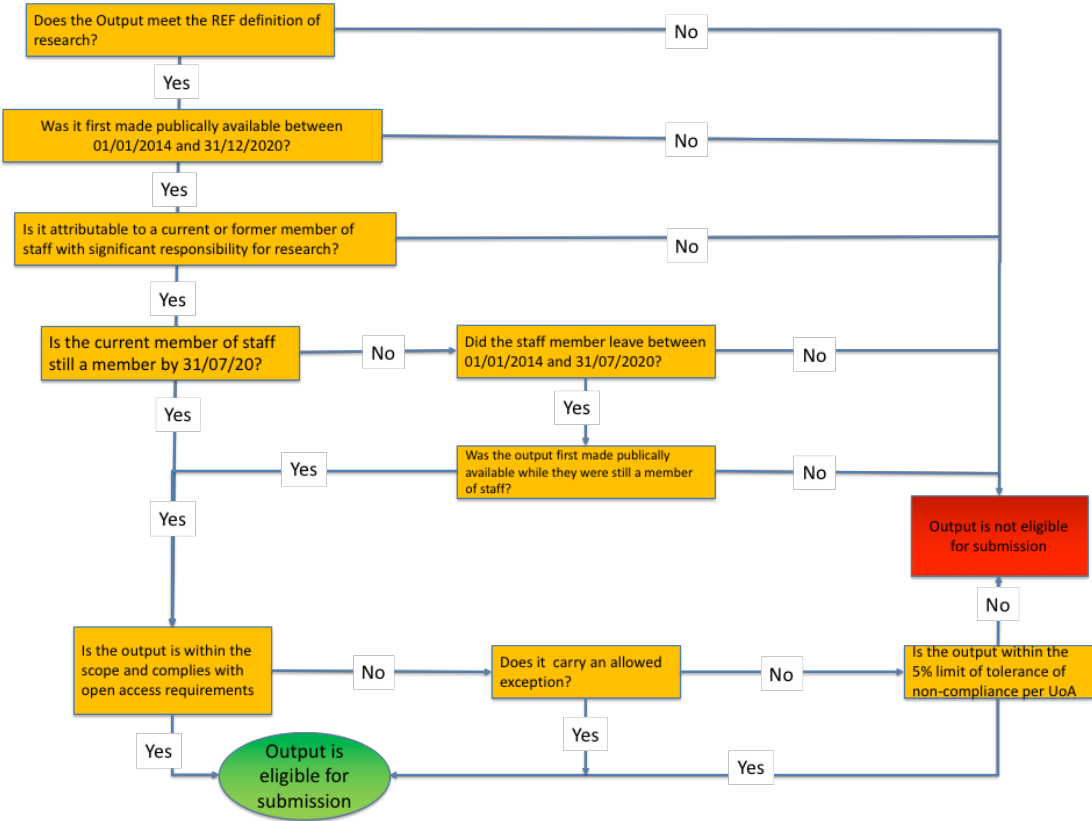 Does the Output meet the REF definition of
research?
No
Yes
Was it first made publically available between
01/01/2014 and 31/12/2020?
No
Yes
Is it attributable to a current or former member of
staff with significant responsibility for research?
No
Yes
Is the current member of staff
still a member by 31/07/20?
No
Did the staff member leave between
01/01/2014 and 31/07/2020?
No
Yes
Yes
Was the output first made publically
available while they were still a member
of staff?
Yes
No
Yes
Output is not eligible
for submission
No
Is the output is within the
scope and complies with
open access requirements
No
Does it carry an allowed
exception?
No
Is the output within the
5% limit of tolerance of
non-compliance per UoA
Yes
Yes
Yes
Output is
eligible for
submission